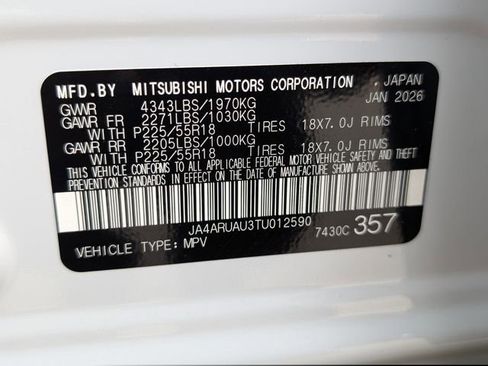 MFD.BY MITSUBISHI MOTORS CORPORATION, JAPAN
GVWR 4343LBS/1970KG JAN 2026
GAWR FR 2271LBS/1030KG
WITH P225/55R18 TIRES 18X7.0J RIMS
GAWR RR 2205LBS/1000KG
WITH P225/55R18 TIRES 18X7.0J RIMS
THIS VEHICLE CONFORMS TO ALL APPLICABLE FEDERAL MOTOR VEHICLE SAFETY AND THEFT
PREVENTION STANDARDS IN EFFECT ON THE DATE OF MANUFACTURE SHOWN ABOVE.
JA4ARUAU3TU012590
VEHICLE TYPE: MPV 7430C 357